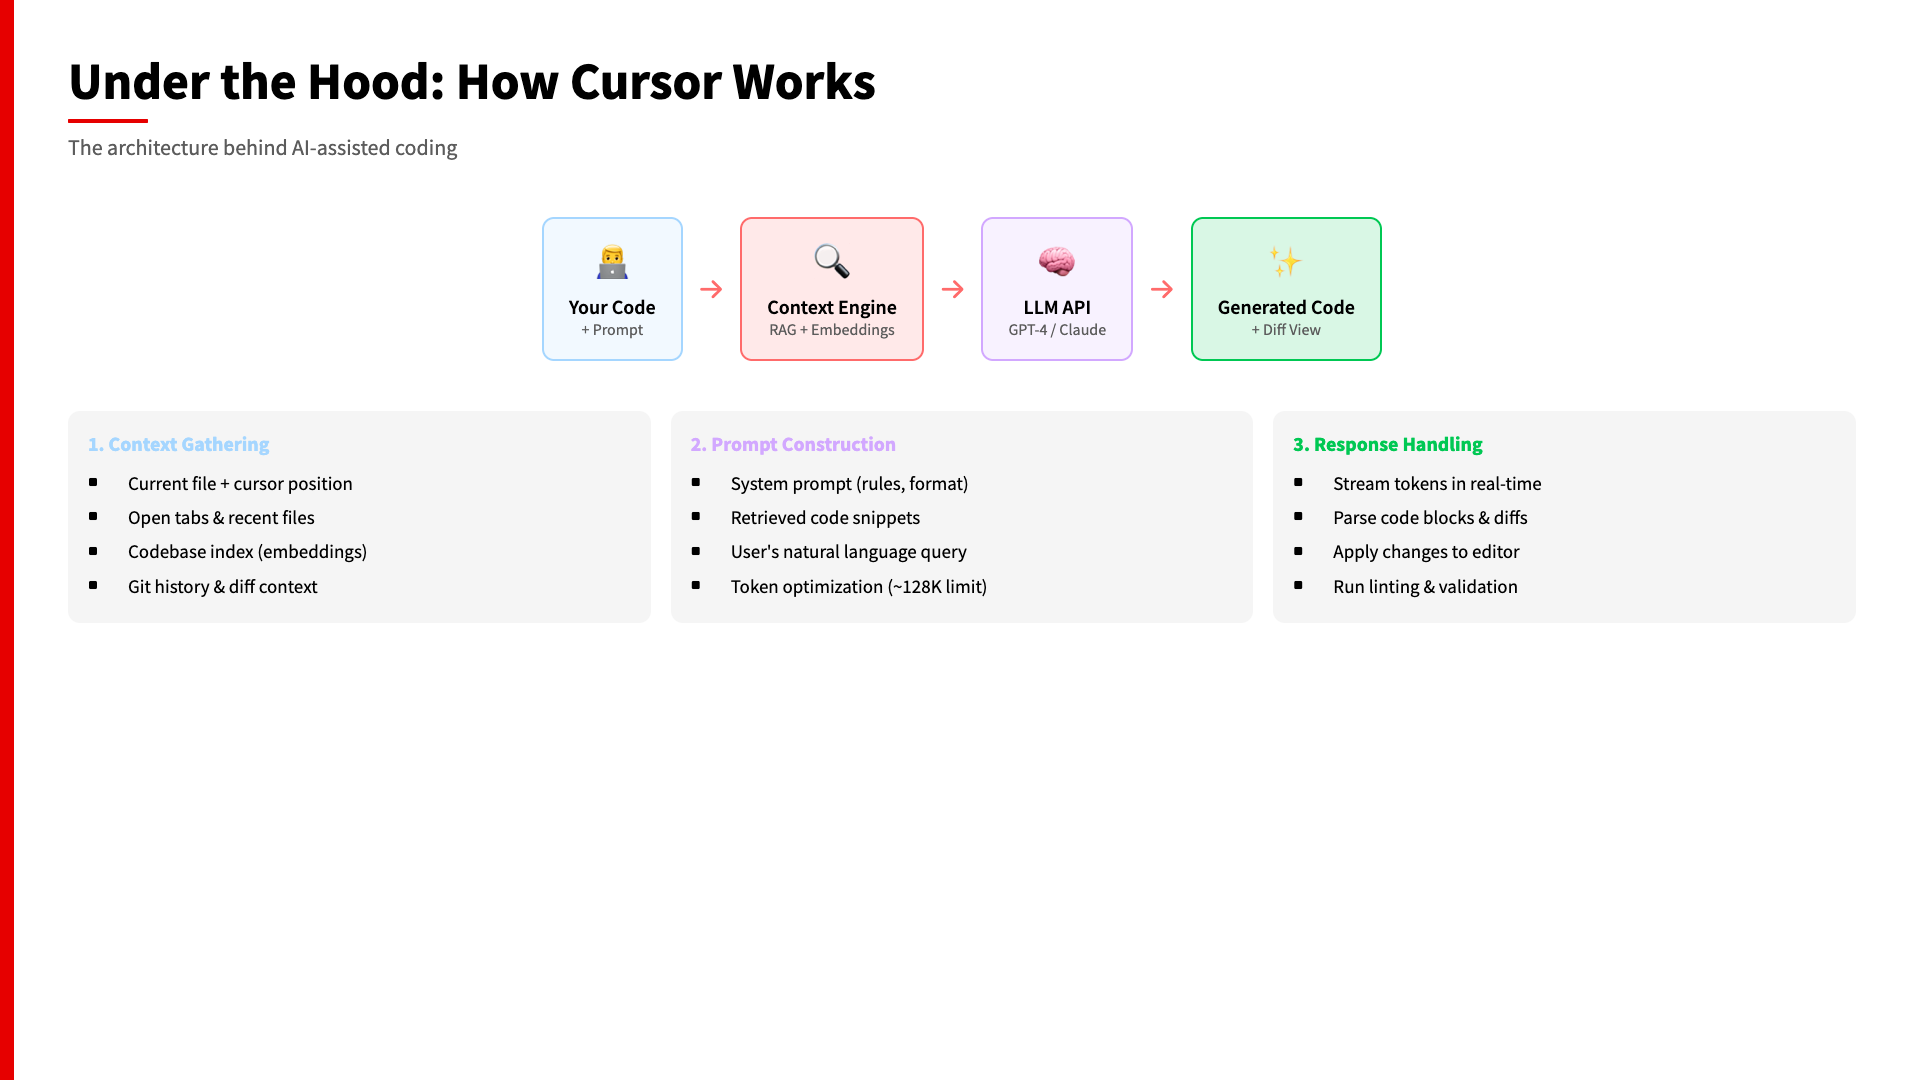 Under the Hood: How Cursor Works
The architecture behind AI-assisted coding
Your Code
+ Prompt
Context Engine
RAG + Embeddings
LLM API
GPT-4 / Claude
Generated Code
+ Diff View
1. Context Gathering
Current file + cursor position
Open tabs & recent files
Codebase index (embeddings)
Git history & diff context
2. Prompt Construction
System prompt (rules, format)
Retrieved code snippets
User's natural language query
Token optimization (~128K limit)
3. Response Handling
Stream tokens in real-time
Parse code blocks & diffs
Apply changes to editor
Run linting & validation